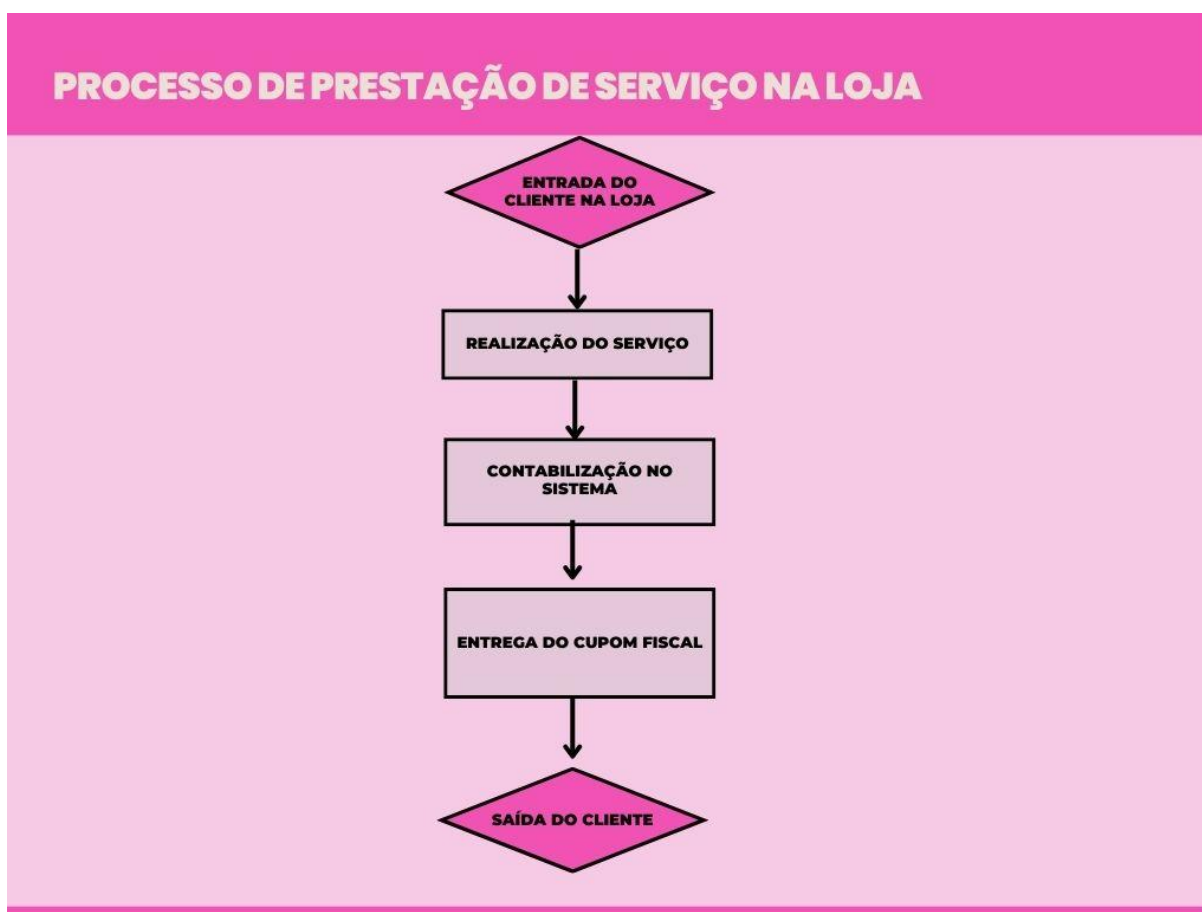 PROCESSO DE PRESTAÇÃO DE SERVIÇO NA LOJA
ENTRADA DO
CLIENTE NA LOJA
REALIZAÇÃO DO SERVIÇO
CONTABILIZAÇÃO NO
SISTEMA
ENTREGA DO CUPOM FISCAL
SAÍDA DO CLIENTE